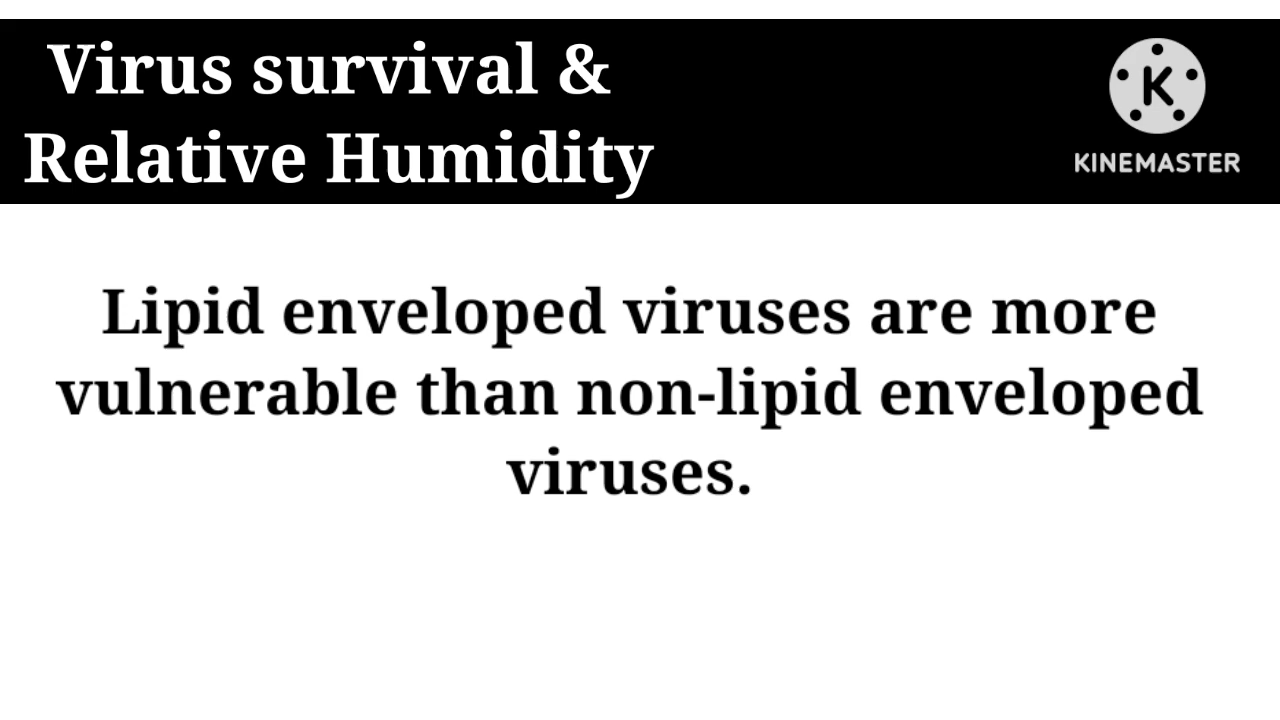 Virus survival &
Relative Humidity
KINEMASTER
Lipid enveloped viruses are more
vulnerable than non-lipid enveloped
viruses.